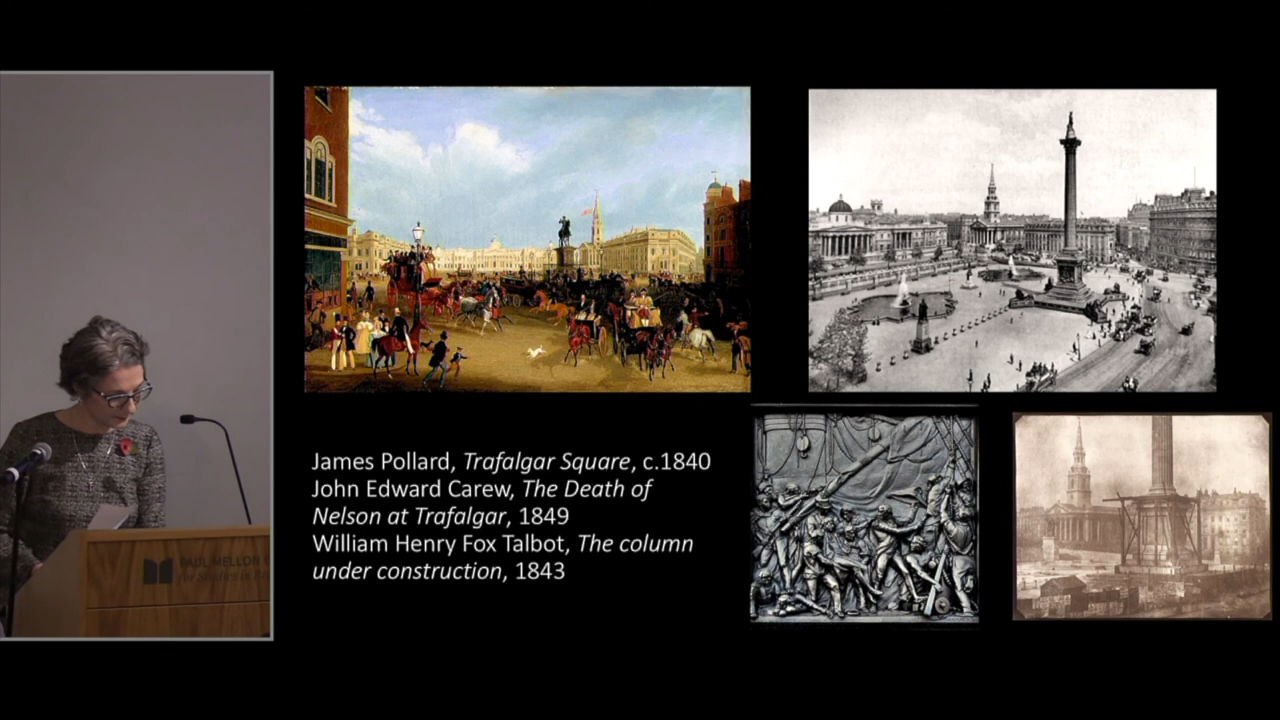 PAUL MELLON
James Pollard, Trafalgar Square, c.1840
John Edward Carew, The Death of
Nelson at Trafalgar, 1849
William Henry Fox Talbot, The column
under construction, 1843